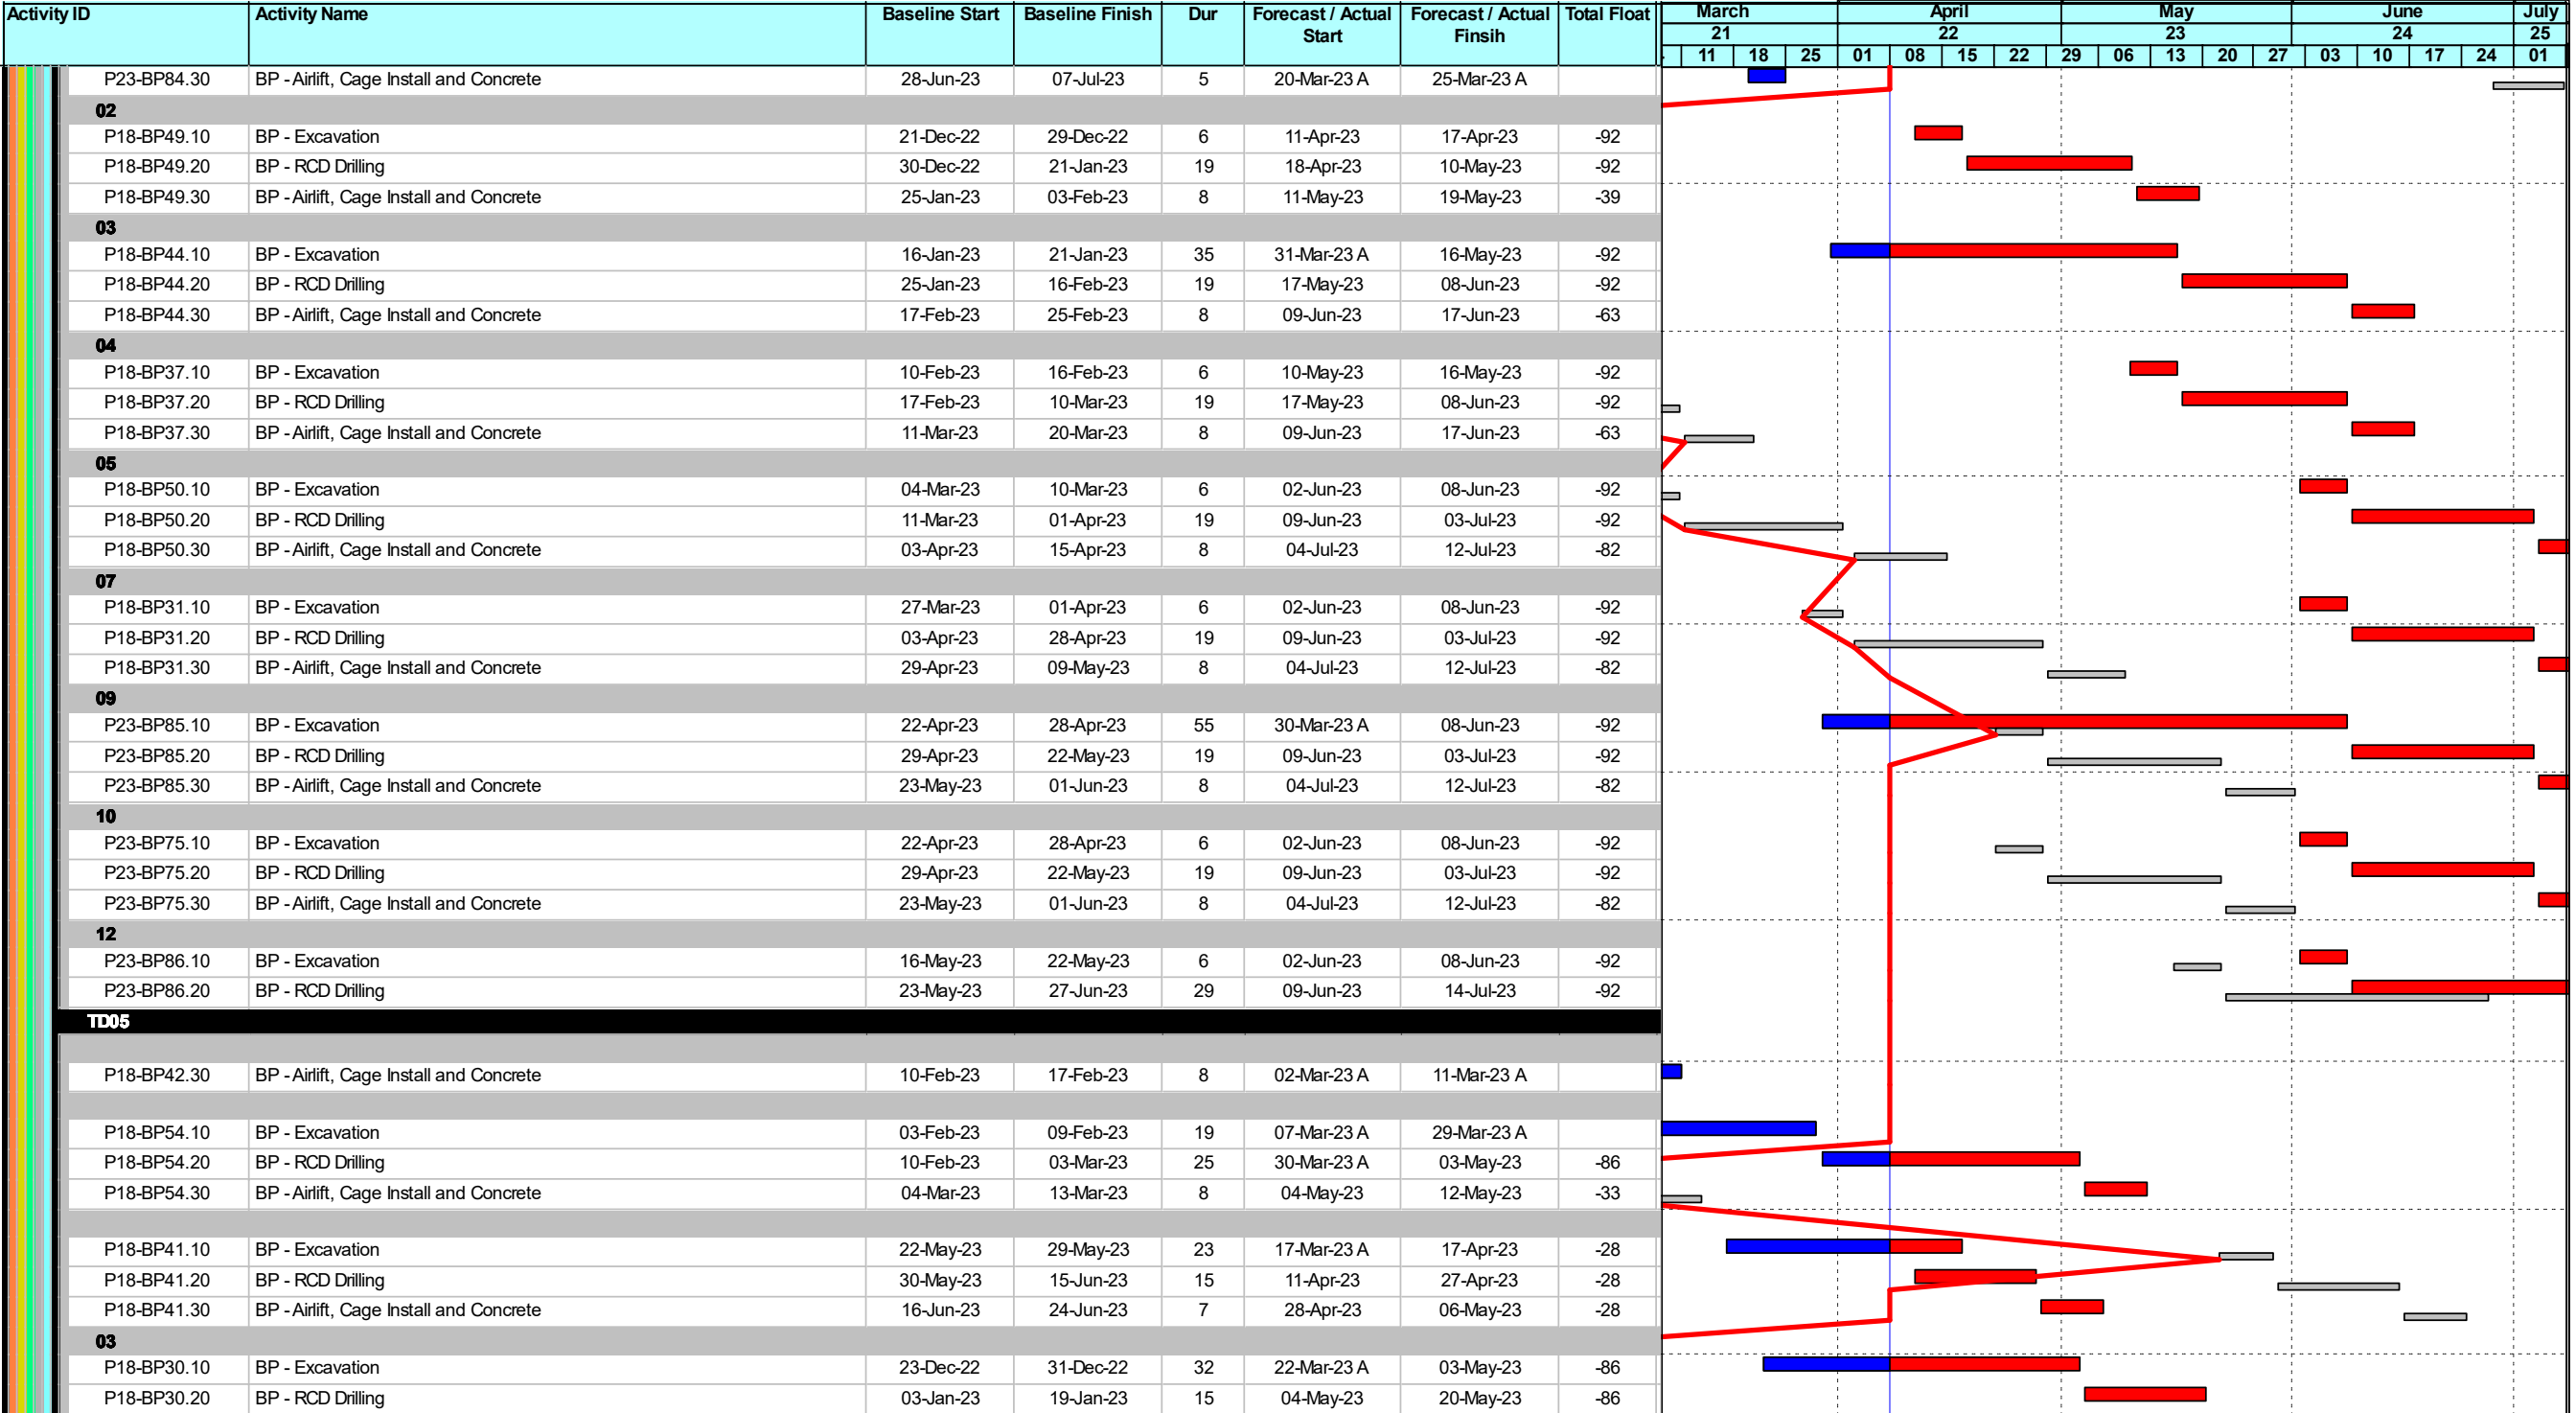 Activity ID Activity Name Baseline Start Baseline Finish Dur Forecast / Actual Start Forecast / Actual Finsih Total Float March April May June July
21 22 23 24 25
11 18 25 01 08 15 22 29 06 13 20 27 03 10 17 24 01
P23-BP84.30 BP - Airlift, Cage Install and Concrete 28-Jun-23 07-Jul-23 5 20-Mar-23 A 25-Mar-23 A
02
P18-BP49.10 BP - Excavation 21-Dec-22 29-Dec-22 6 11-Apr-23 17-Apr-23 -92
P18-BP49.20 BP - RCD Drilling 30-Dec-22 21-Jan-23 19 18-Apr-23 10-May-23 -92
P18-BP49.30 BP - Airlift, Cage Install and Concrete 25-Jan-23 03-Feb-23 8 11-May-23 19-May-23 -39
03
P18-BP44.10 BP - Excavation 16-Jan-23 21-Jan-23 35 31-Mar-23 A 16-May-23 -92
P18-BP44.20 BP - RCD Drilling 25-Jan-23 16-Feb-23 19 17-May-23 08-Jun-23 -92
P18-BP44.30 BP - Airlift, Cage Install and Concrete 17-Feb-23 25-Feb-23 8 09-Jun-23 17-Jun-23 -63
04
P18-BP37.10 BP - Excavation 10-Feb-23 16-Feb-23 6 10-May-23 16-May-23 -92
P18-BP37.20 BP - RCD Drilling 17-Feb-23 10-Mar-23 19 17-May-23 08-Jun-23 -92
P18-BP37.30 BP - Airlift, Cage Install and Concrete 11-Mar-23 20-Mar-23 8 09-Jun-23 17-Jun-23 -63
05
P18-BP50.10 BP - Excavation 04-Mar-23 10-Mar-23 6 02-Jun-23 08-Jun-23 -92
P18-BP50.20 BP - RCD Drilling 11-Mar-23 01-Apr-23 19 09-Jun-23 03-Jul-23 -92
P18-BP50.30 BP - Airlift, Cage Install and Concrete 03-Apr-23 15-Apr-23 8 04-Jul-23 12-Jul-23 -82
07
P18-BP31.10 BP - Excavation 27-Mar-23 01-Apr-23 6 02-Jun-23 08-Jun-23 -92
P18-BP31.20 BP - RCD Drilling 03-Apr-23 28-Apr-23 19 09-Jun-23 03-Jul-23 -92
P18-BP31.30 BP - Airlift, Cage Install and Concrete 29-Apr-23 09-May-23 8 04-Jul-23 12-Jul-23 -82
09
P23-BP85.10 BP - Excavation 22-Apr-23 28-Apr-23 55 30-Mar-23 A 08-Jun-23 -92
P23-BP85.20 BP - RCD Drilling 29-Apr-23 22-May-23 19 09-Jun-23 03-Jul-23 -92
P23-BP85.30 BP - Airlift, Cage Install and Concrete 23-May-23 01-Jun-23 8 04-Jul-23 12-Jul-23 -82
10
P23-BP75.10 BP - Excavation 22-Apr-23 28-Apr-23 6 02-Jun-23 08-Jun-23 -92
P23-BP75.20 BP - RCD Drilling 29-Apr-23 22-May-23 19 09-Jun-23 03-Jul-23 -92
P23-BP75.30 BP - Airlift, Cage Install and Concrete 23-May-23 01-Jun-23 8 04-Jul-23 12-Jul-23 -82
12
P23-BP86.10 BP - Excavation 16-May-23 22-May-23 6 02-Jun-23 08-Jun-23 -92
P23-BP86.20 BP - RCD Drilling 23-May-23 27-Jun-23 29 09-Jun-23 14-Jul-23 -92
TD05
P18-BP42.30 BP - Airlift, Cage Install and Concrete 10-Feb-23 17-Feb-23 8 02-Mar-23 A 11-Mar-23 A
P18-BP54.10 BP - Excavation 03-Feb-23 09-Feb-23 19 07-Mar-23 A 29-Mar-23 A
P18-BP54.20 BP - RCD Drilling 10-Feb-23 03-Mar-23 25 30-Mar-23 A 03-May-23 -86
P18-BP54.30 BP - Airlift, Cage Install and Concrete 04-Mar-23 13-Mar-23 8 04-May-23 12-May-23 -33
P18-BP41.10 BP - Excavation 22-May-23 29-May-23 23 17-Mar-23 A 17-Apr-23 -28
P18-BP41.20 BP - RCD Drilling 30-May-23 15-Jun-23 15 11-Apr-23 27-Apr-23 -28
P18-BP41.30 BP - Airlift, Cage Install and Concrete 16-Jun-23 24-Jun-23 7 28-Apr-23 06-May-23 -28
03
P18-BP30.10 BP - Excavation 23-Dec-22 31-Dec-22 32 22-Mar-23 A 03-May-23 -86
P18-BP30.20 BP - RCD Drilling 03-Jan-23 19-Jan-23 15 04-May-23 20-May-23 -86